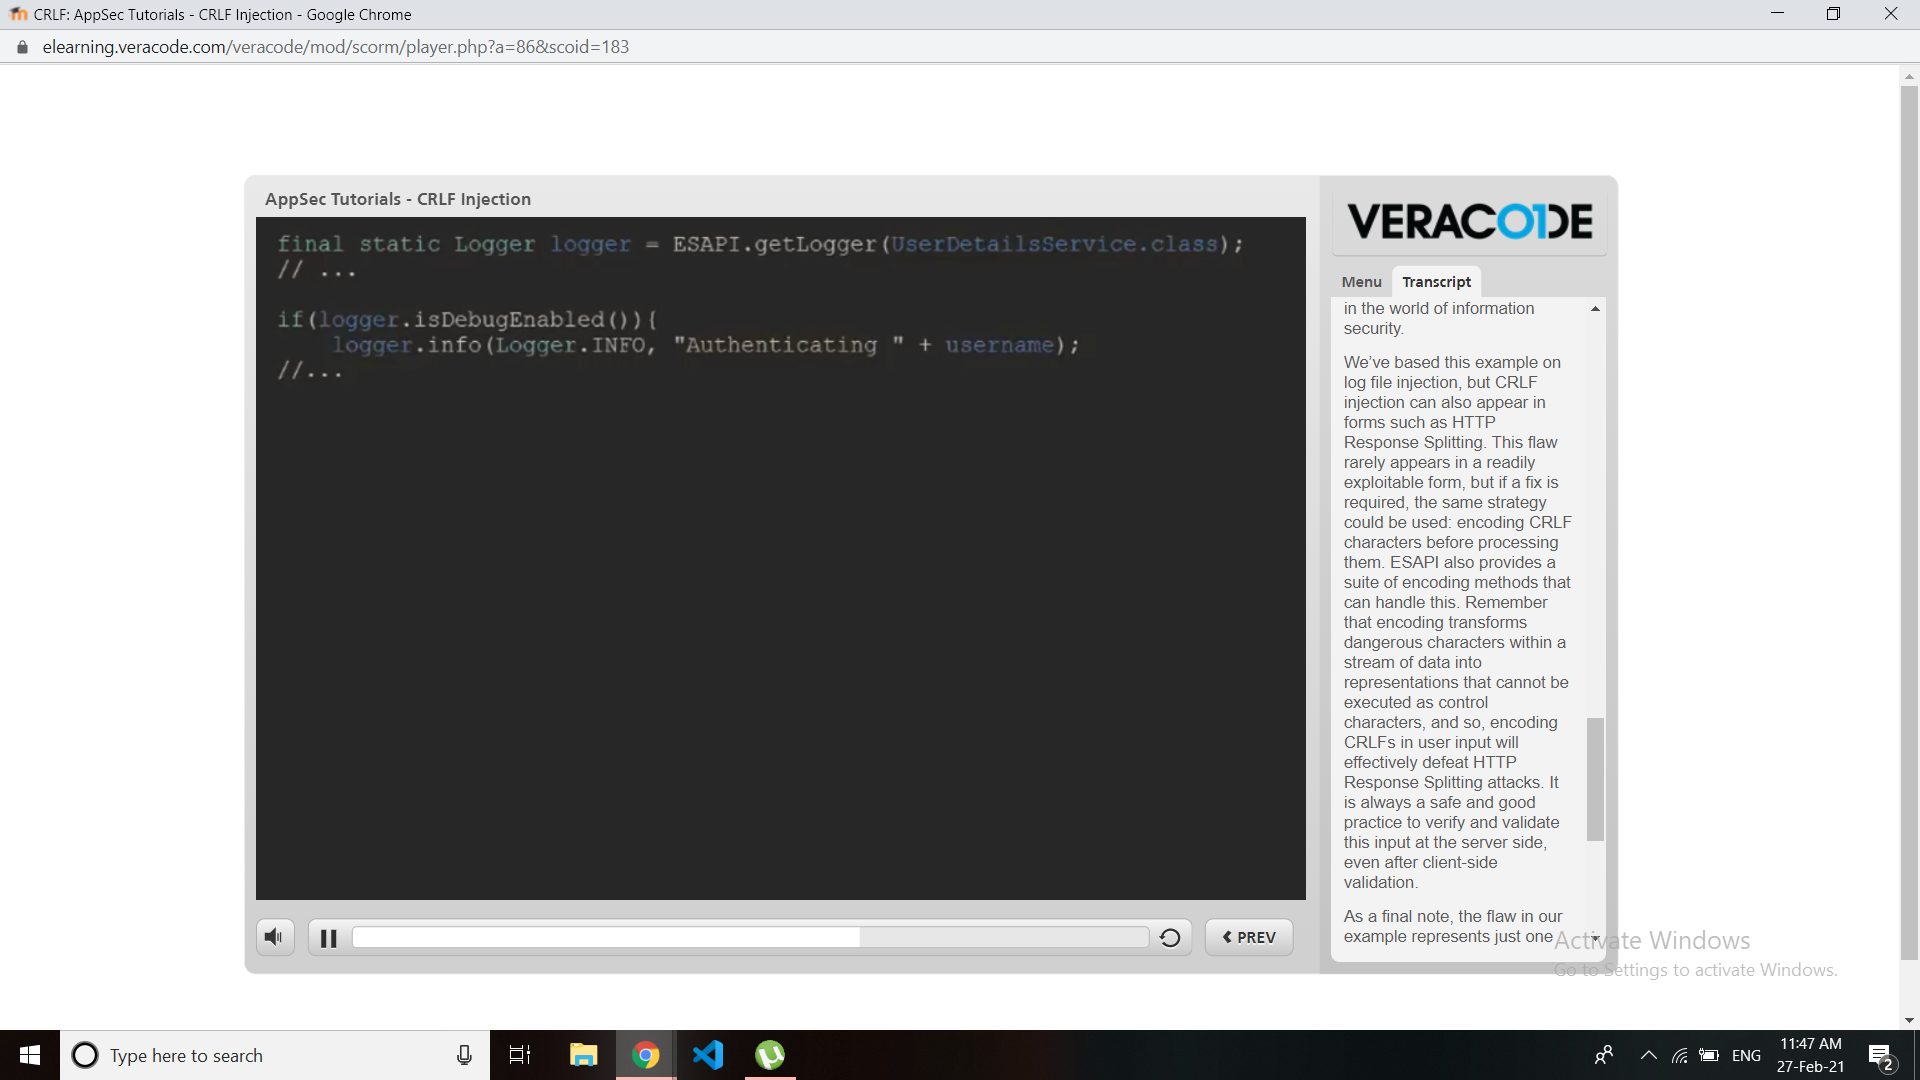 CRLF: AppSec Tutorials - CRLF Injection - Google Chrome
elearning.veracode.com/veracode/mod/scorm/player.php?a=86&scoid=183
AppSec Tutorials - CRLF Injection
final static Logger logger = ESAPI.getLogger(UserDetailsService.class);
// ...
if(logger.isDebugEnabled()){
logger.info(Logger.INFO, "Authenticating " + username);
//...
PREV
VERACODE
Menu
Transcript
in the world of information
security.
We've based this example on
log file injection, but CRLF
injection can also appear in
forms such as HTTP
Response Splitting. This flaw
rarely appears in a readily
exploitable form, but if a fix is
required, the same strategy
could be used: encoding CRLF
characters before processing
them. ESAPI also provides a
suite of encoding methods that
can handle this. Remember
that encoding transforms
dangerous characters within a
stream of data into
representations that cannot be
executed as control
characters, and so, encoding
CRLFs in user input will
effectively defeat HTTP
Response Splitting attacks. It
is always a safe and good
practice to verify and validate
this input at the server side,
even after client-side
validation.
As a final note, the flaw in our
example represents just one
Activate Windows
Go to Settings to activate Windows.
Type here to search
ENG
11:47 AM
27-Feb-21
2